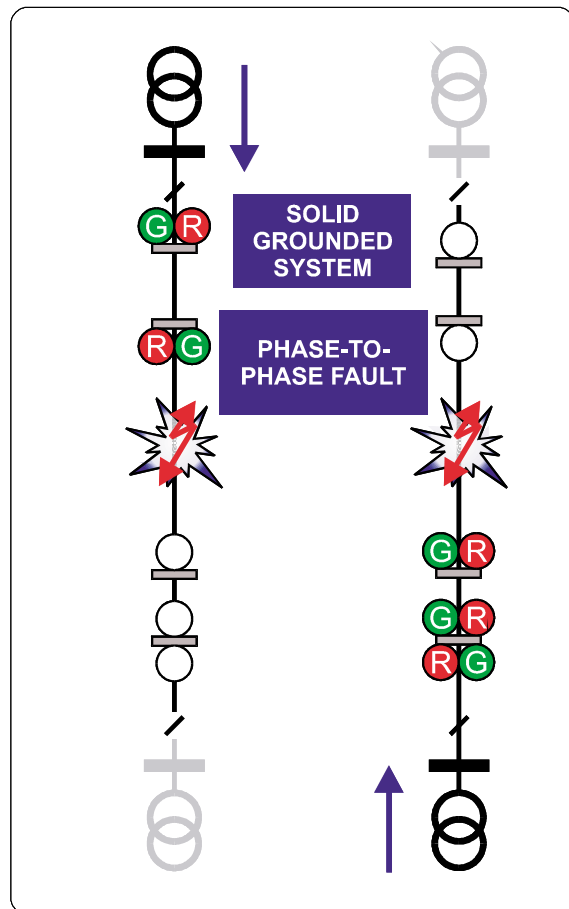 G R
SOLID
GROUNDED
SYSTEM
R G
PHASE-TO-
PHASE FAULT
G R
G R
R G